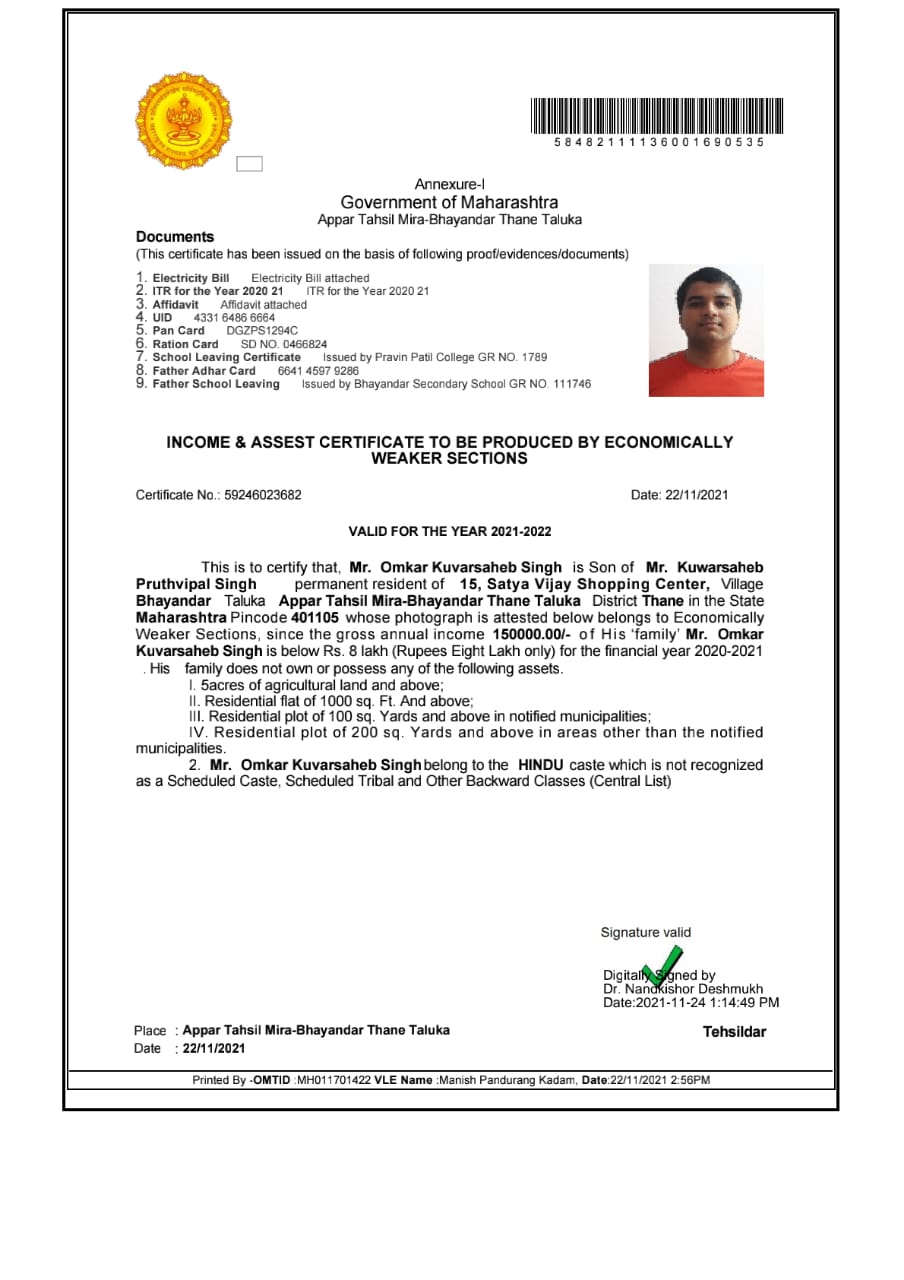 5848211113600169053​5
Annexure-I
Government of Maharashtra
Appar Tahsil Mira-Bhayandar Thane Taluka
Documents
(This certificate has been issued on the basis of following proof/evidences/documents)
1. Electricity Bill Electricity Bill attached
2. ITR for the Year 2020 21 ITR for the Year 2020 21
3. Affidavit Affidavit attached
4. UID 4331 6486 6664
5. Pan Card DGZPS1294C
6. Ration Card SD NO. 0466824
7. School Leaving Certificate Issued by Pravin Patil College GR NO. 1789
8. Father Adhar Card 6641 4597 9286
9. Father School Leaving Issued by Bhayandar Secondary School GR NO. 111746
INCOME & ASSEST CERTIFICATE TO BE PRODUCED BY ECONOMICALLY
WEAKER SECTIONS
Certificate No.: 59246023682 Date: 22/11/2021
VALID FOR THE YEAR 2021-2022
This is to certify that, Mr. Omkar Kuvarsaheb Singh is Son of Mr. Kuwarsaheb
Pruthvipal Singh permanent resident of 15, Satya Vijay Shopping Center, Village
Bhayandar Taluka Appar Tahsil Mira-Bhayandar Thane Taluka District Thane in the State
Maharashtra Pincode 401105 whose photograph is attested below belongs to Economically
Weaker Sections, since the gross annual income 150000.00/- of His ‘family’ Mr. Omkar
Kuvarsaheb Singh is below Rs. 8 lakh (Rupees Eight Lakh only) for the financial year 2020-2021
. His family does not own or possess any of the following assets.
I. 5acres of agricultural land and above;
II. Residential flat of 1000 sq. Ft. And above;
III. Residential plot of 100 sq. Yards and above in notified municipalities;
IV. Residential plot of 200 sq. Yards and above in areas other than the notified
municipalities.
2. Mr. Omkar Kuvarsaheb Singh belong to the HINDU caste which is not recognized
as a Scheduled Caste, Scheduled Tribal and Other Backward Classes (Central List)
Signature valid
Digitally Signed by
Dr. Nandkishor Deshmukh
Date:2021-11-24 1:14:49 PM
Place : Appar Tahsil Mira-Bhayandar Thane Taluka Tehsildar
Date : 22/11/2021
Printed By -OMTID :MH011701422 VLE Name :Manish Pandurang Kadam, Date:22/11/2021 2:56PM